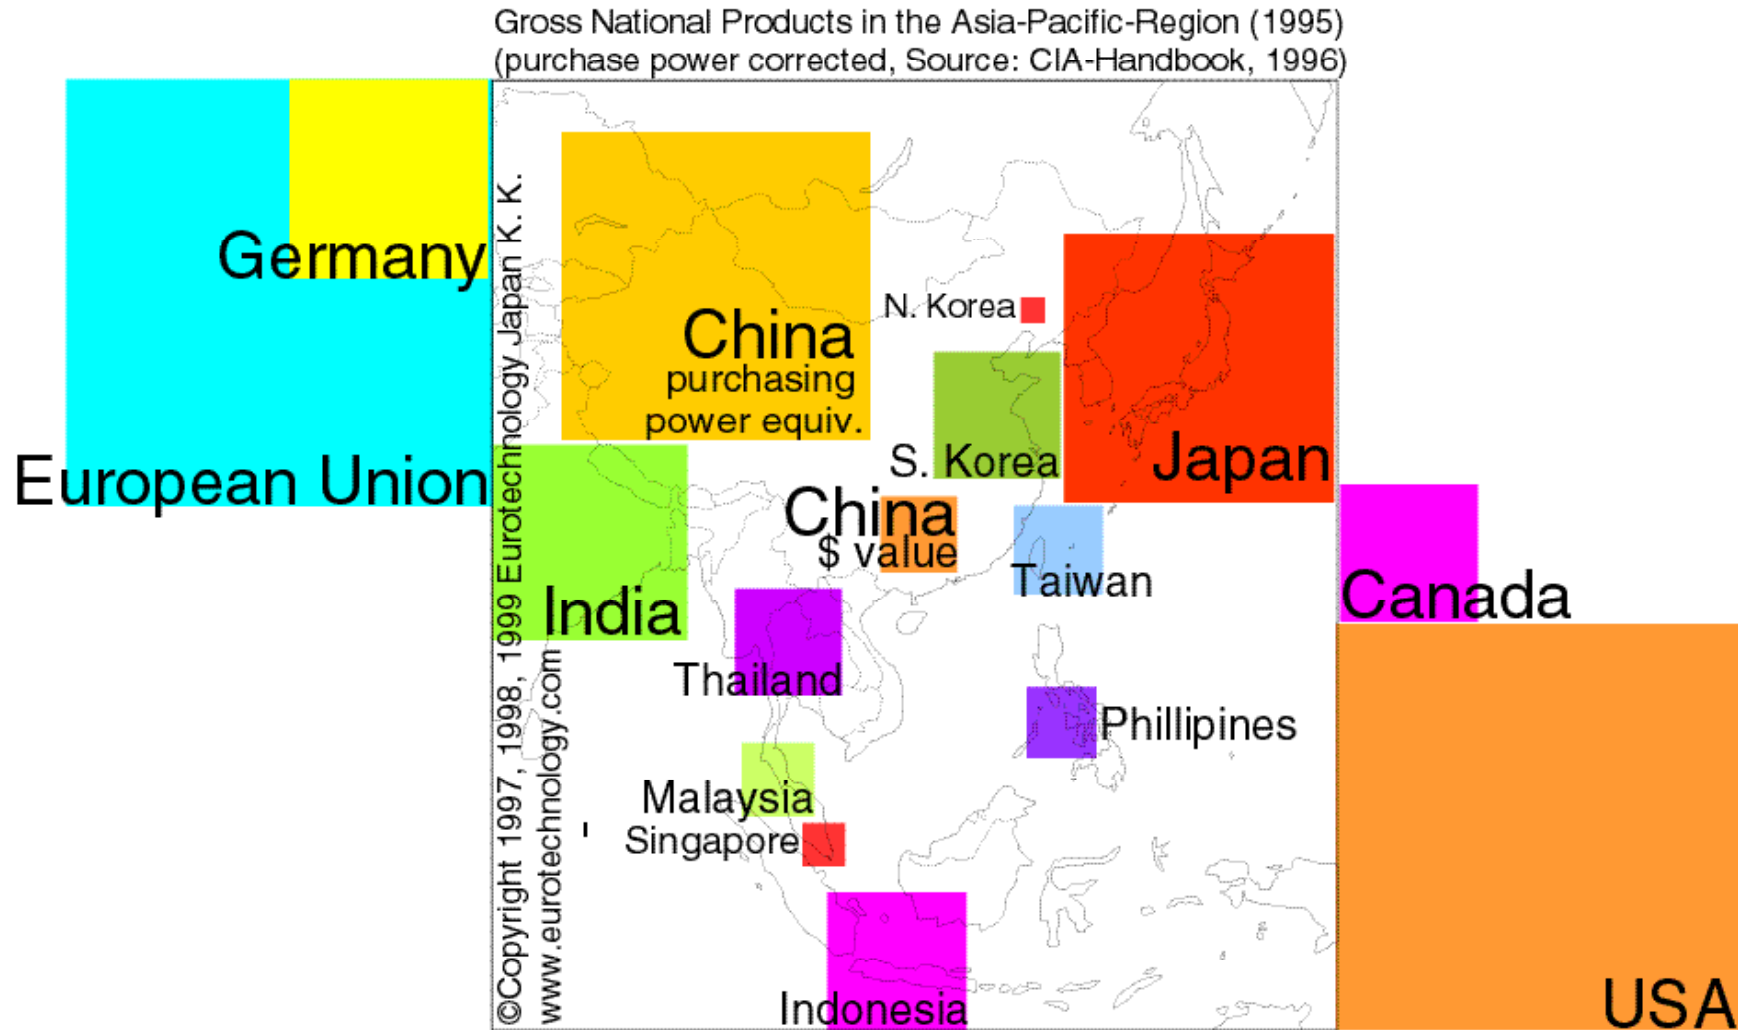 Gross National Products in the Asia-Pacific-Region (1995)
(purchase power corrected, Source: CIA-Handbook, 1996)
Germany
European Union
©Copyright 1997, 1998, 1999 Eurotechnology Japan K. K.
www.eurotechnology.com
China
purchasing
power equiv.
N. Korea
S. Korea
Japan
China
$ value
Taiwan
India
Thailand
Canada
Phillipines
Malaysia
Singapore
Indonesia
USA